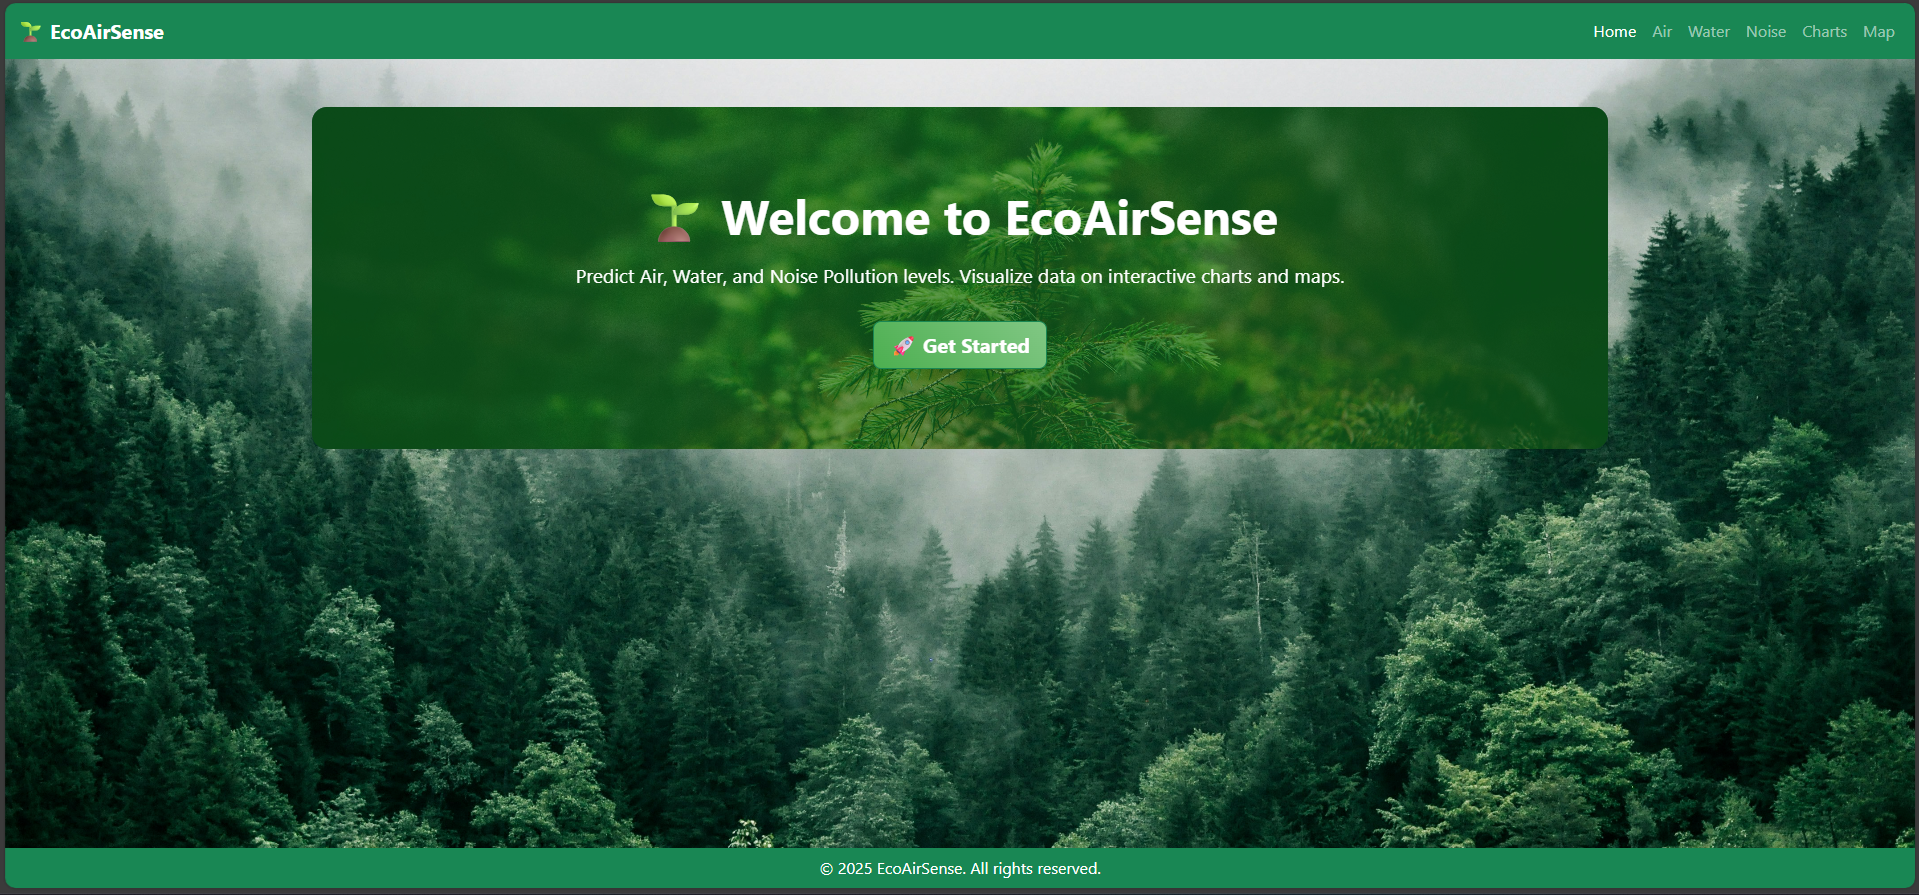 EcoAirSense
Home Air Water Noise Charts Map
Welcome to EcoAirSense
Predict Air, Water, and Noise Pollution levels. Visualize data on interactive charts and maps.
Get Started
© 2025 EcoAirSense. All rights reserved.